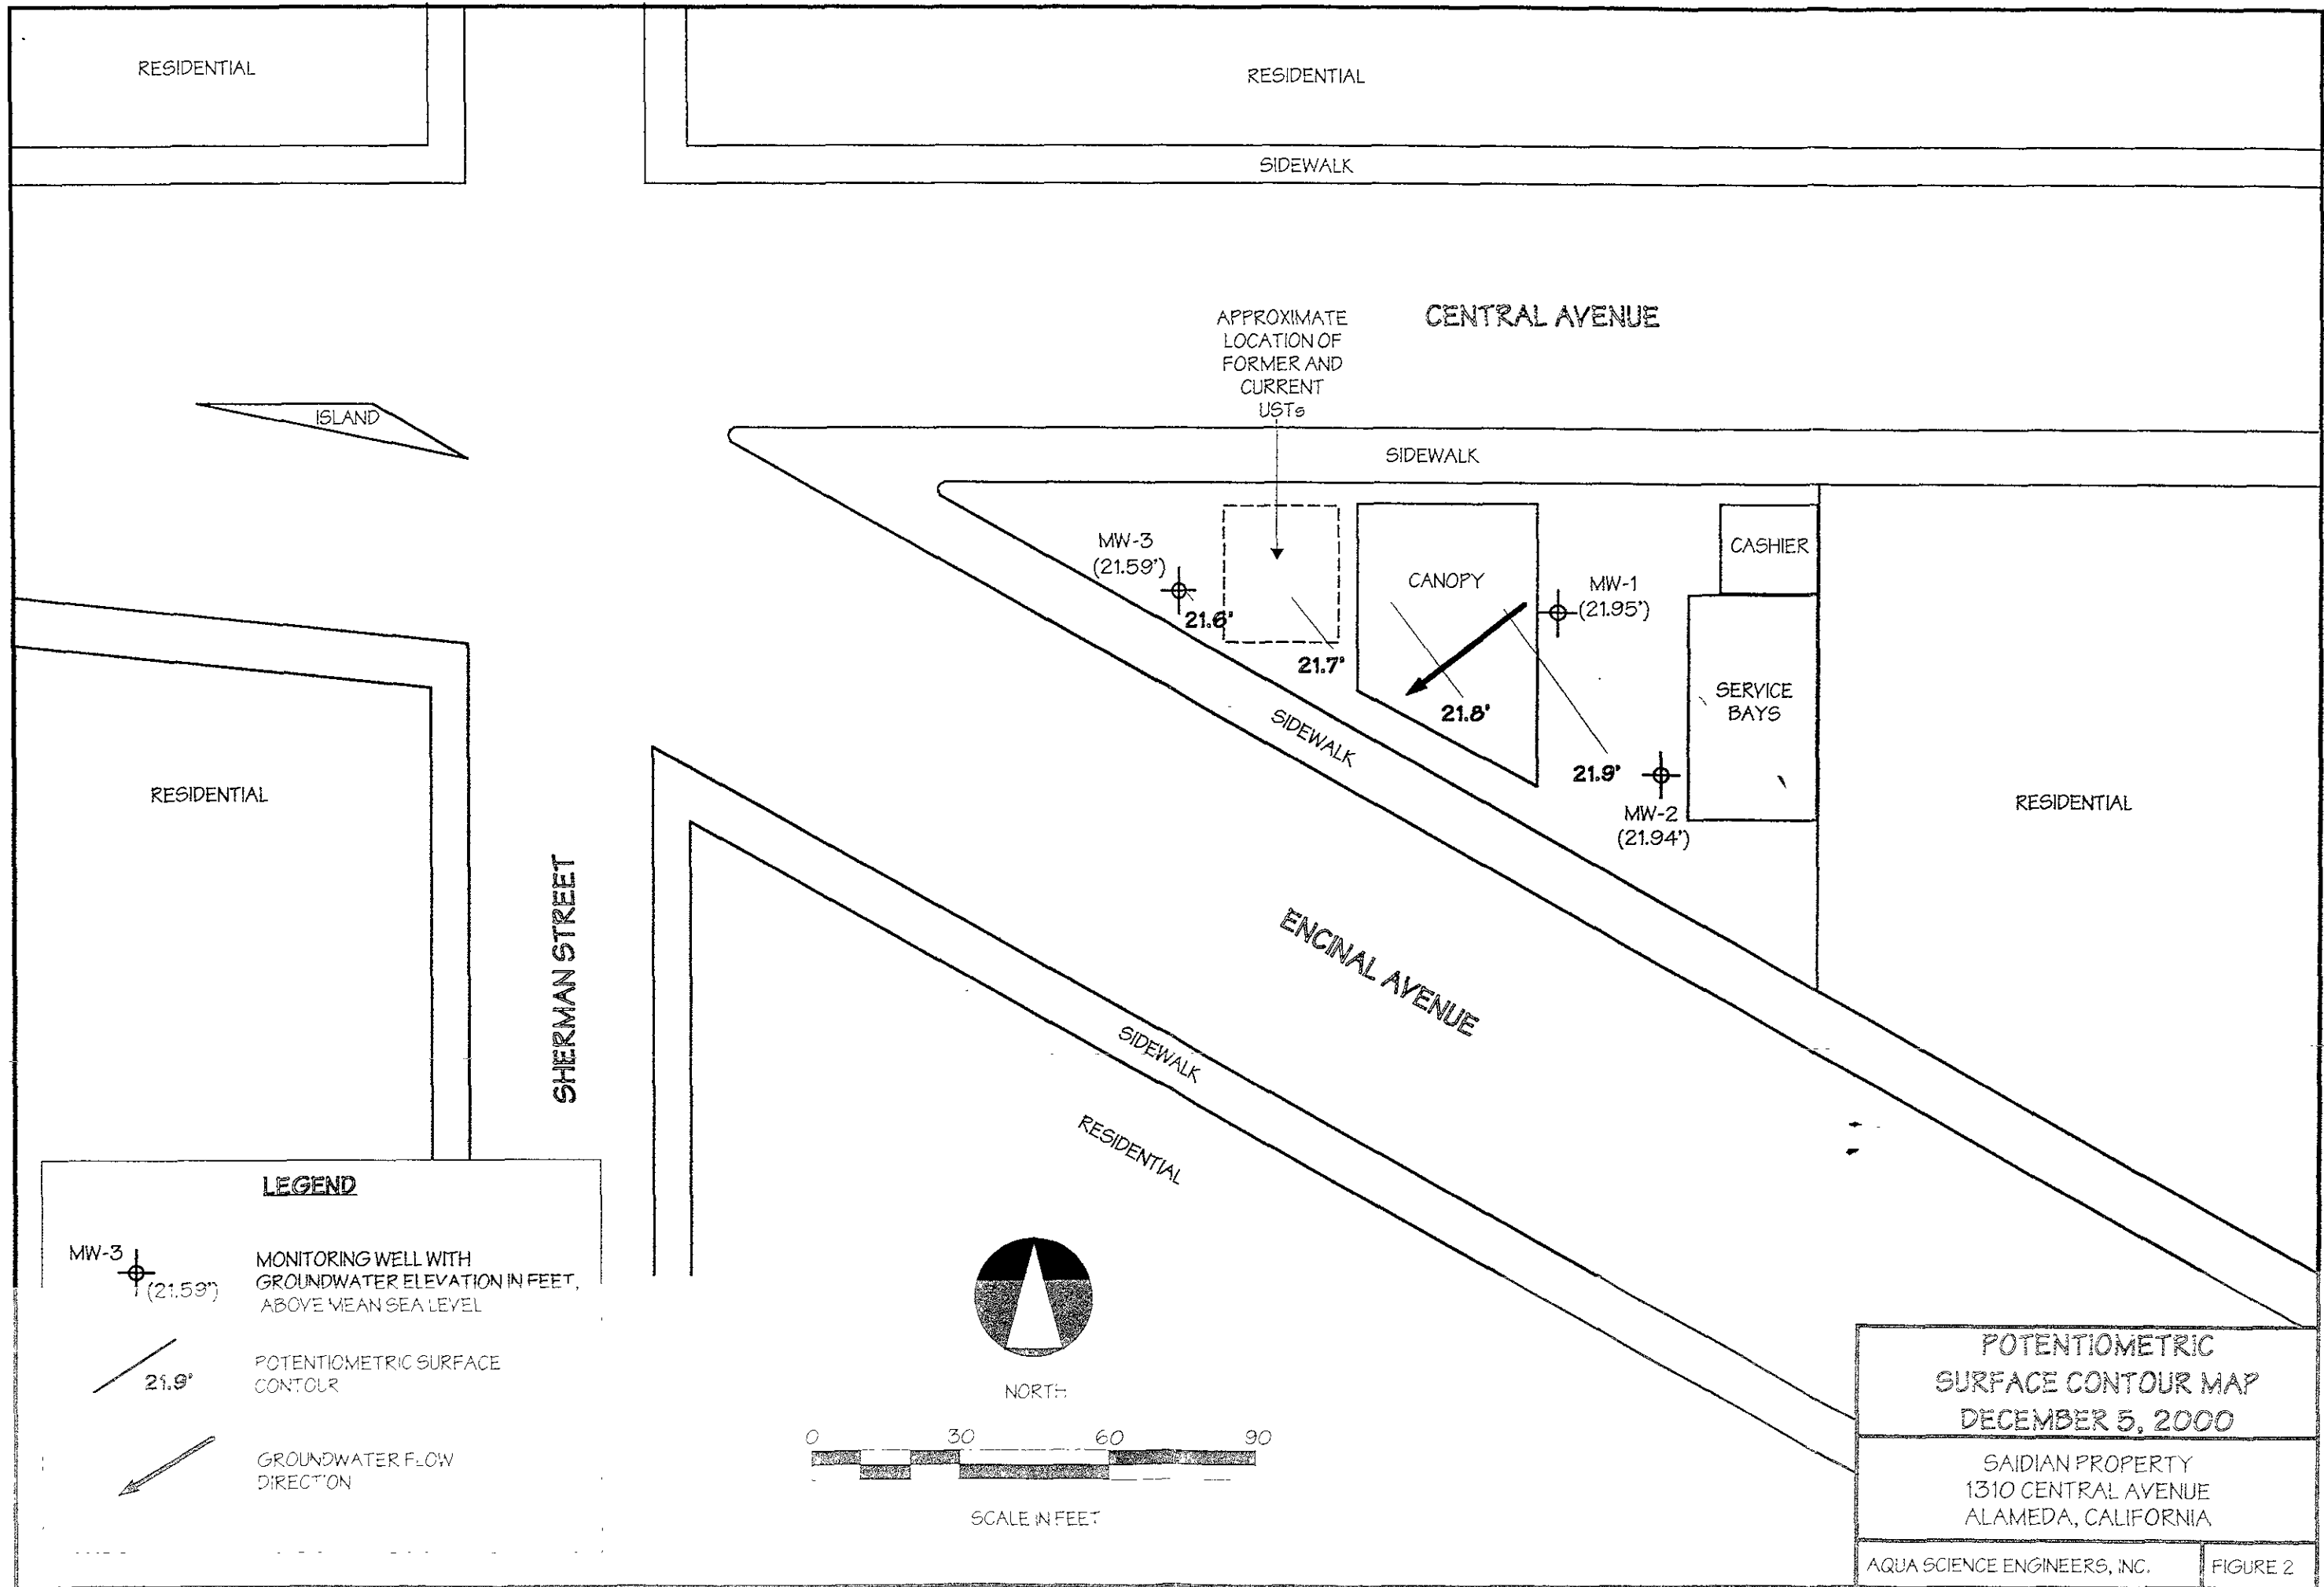 RESIDENTIAL
RESIDENTIAL
SIDEWALK
CENTRAL AVENUE
APPROXIMATE
LOCATION OF
FORMER AND
CURRENT
USTs
ISLAND
SIDEWALK
MW-3
(21.59')
CANOPY
MW-1
(21.95')
CASHIER
21.6'
21.7'
21.8'
21.9'
SERVICE
BAYS
MW-2
(21.94')
SIDEWALK
RESIDENTIAL
RESIDENTIAL
SHERMAN STREET
ENCINAL AVENUE
SIDEWALK
RESIDENTIAL
LEGEND
MW-3
(21.59')
MONITORING WELL WITH
GROUNDWATER ELEVATION IN FEET,
ABOVE MEAN SEA LEVEL
21.9'
POTENTIOMETRIC SURFACE
CONTOUR
GROUNDWATER FLOW
DIRECTION
NORTH
0 30 60 90
SCALE IN FEET
POTENTIOMETRIC
SURFACE CONTOUR MAP
DECEMBER 5, 2000
SAIDIAN PROPERTY
1310 CENTRAL AVENUE
ALAMEDA, CALIFORNIA
AQUA SCIENCE ENGINEERS, INC.
FIGURE 2